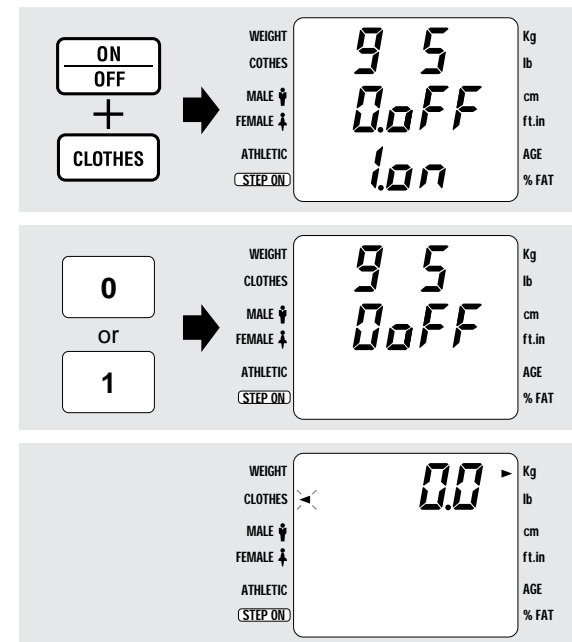 ON
OFF
+
CLOTHES
WEIGHT
COTHES
MALE
FEMALE
ATHLETIC
STEP ON
9 5
0.oFF
1.on
Kg
lb
cm
ft.in
AGE
% FAT
0
or
1
WEIGHT
CLOTHES
MALE
FEMALE
ATHLETIC
STEP ON
9 5
0oFF
Kg
lb
cm
ft.in
AGE
% FAT
WEIGHT
CLOTHES
MALE
FEMALE
ATHLETIC
STEP ON
0.0
Kg
lb
cm
ft.in
AGE
% FAT